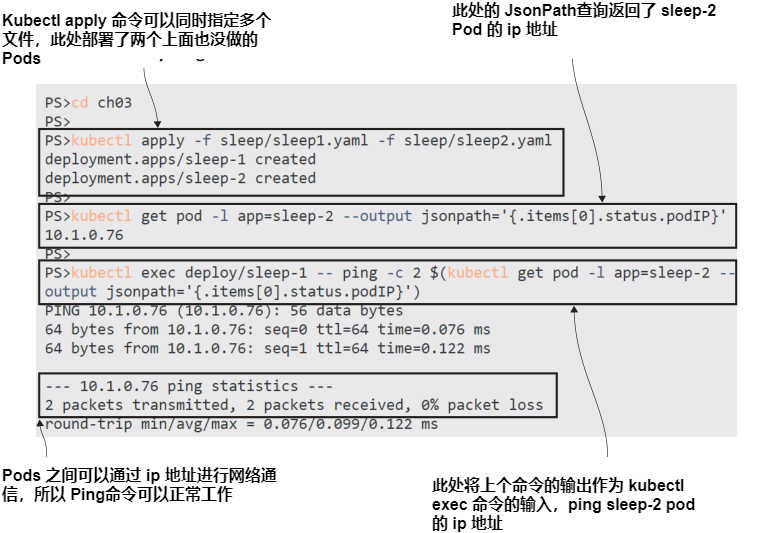 Kubectl apply 命令可以同时指定多个
文件，此处部署了两个上面也没做的
Pods
此处的 JsonPath查询返回了 sleep-2
Pod 的 ip 地址
PS>cd ch03
PS>
PS>kubectl apply -f sleep/sleep1.yaml -f sleep/sleep2.yaml
deployment.apps/sleep-1 created
deployment.apps/sleep-2 created
PS>
PS>kubectl get pod -l app=sleep-2 --output jsonpath='{.items[0].status.podIP}'
10.1.0.76
PS>
PS>kubectl exec deploy/sleep-1 -- ping -c 2 $(kubectl get pod -l app=sleep-2 --
output jsonpath='{.items[0].status.podIP}')
PING 10.1.0.76 (10.1.0.76): 56 data bytes
64 bytes from 10.1.0.76: seq=0 ttl=64 time=0.076 ms
64 bytes from 10.1.0.76: seq=1 ttl=64 time=0.122 ms
--- 10.1.0.76 ping statistics ---
2 packets transmitted, 2 packets received, 0% packet loss
round-trip min/avg/max = 0.076/0.099/0.122 ms
Pods 之间可以通过 ip 地址进行网络通
信，所以 Ping命令可以正常工作
此处将上个命令的输出作为 kubectl
exec 命令的输入，ping sleep-2 pod
的 ip 地址